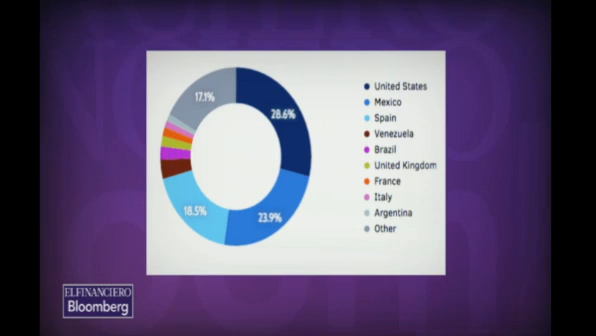 17.1%
28.6%
18.5%
23.9%
United States
Mexico
Spain
Venezuela
Brazil
United Kingdom
France
Italy
Argentina
Other
ELFINANCIERO
Bloomberg